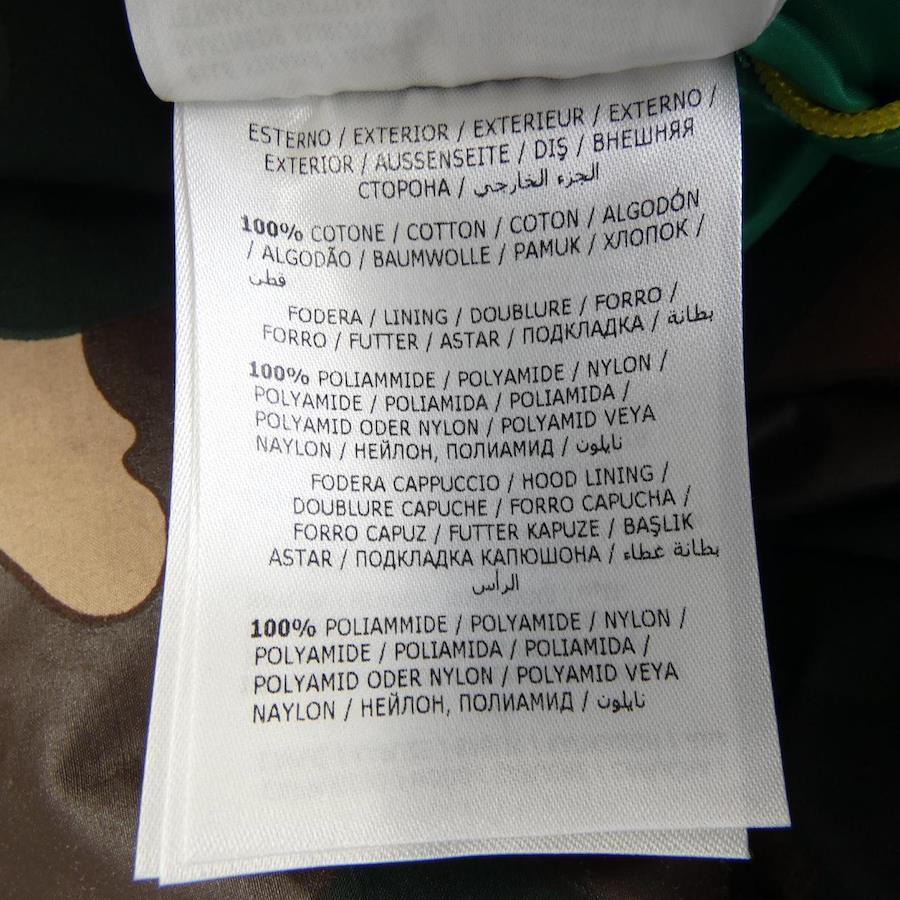 ESTERNO / EXTERIOR / EXTERIEUR / EXTERNO /
EXTERIOR / AUSSENSEITE / DIŞ / ВНЕШНЯЯ
СТОРОНА / الجزء الخارجي
100% COTONE / COTTON / COTON / ALGODÓN
/ ALGODÃO / BAUMWOLLE / PAMUK / ХЛОПОК /
قطن
FODERA / LINING / DOUBLURE / FORRO /
FORRO / FUTTER / ASTAR / ПОДКЛАДКА / بطانة
100% POLIAMMIDE / POLYAMIDE / NYLON /
POLYAMIDE / POLIAMIDA / POLIAMIDA /
POLYAMID ODER NYLON / POLYAMID VEYA
NAYLON / НЕЙЛОН, ПОЛИАМИД / نايلون
FODERA CAPPUCCIO / HOOD LINING /
DOUBLURE CAPUCHE / FORRO CAPUCHA /
FORRO CAPUZ / FUTTER KAPUZE / BAŞLIK
ASTAR / ПОДКЛАДКА КАПЮШОНА / بطانة غطاء
الرأس
100% POLIAMMIDE / POLYAMIDE / NYLON /
POLYAMIDE / POLIAMIDA / POLIAMIDA /
POLYAMID ODER NYLON / POLYAMID VEYA
NAYLON / НЕЙЛОН, ПОЛИАМИД / نايلون